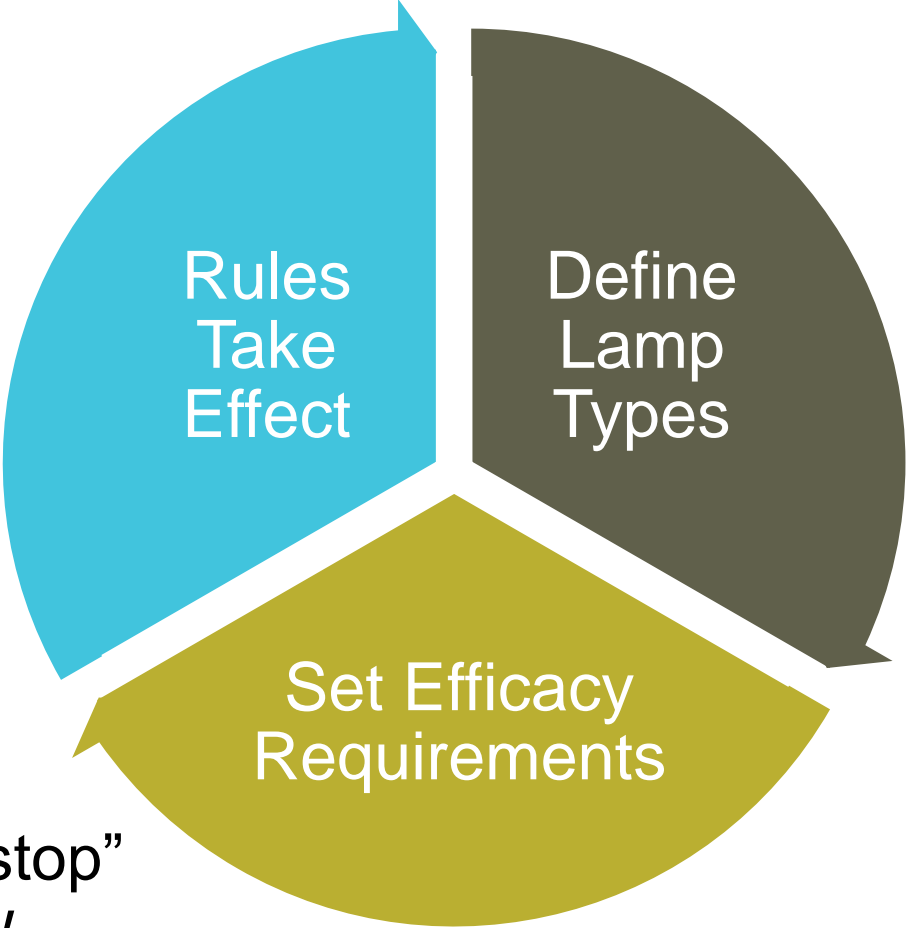 Rules
Take
Effect
Define
Lamp
Types
Set Efficacy
Requirements
stop”